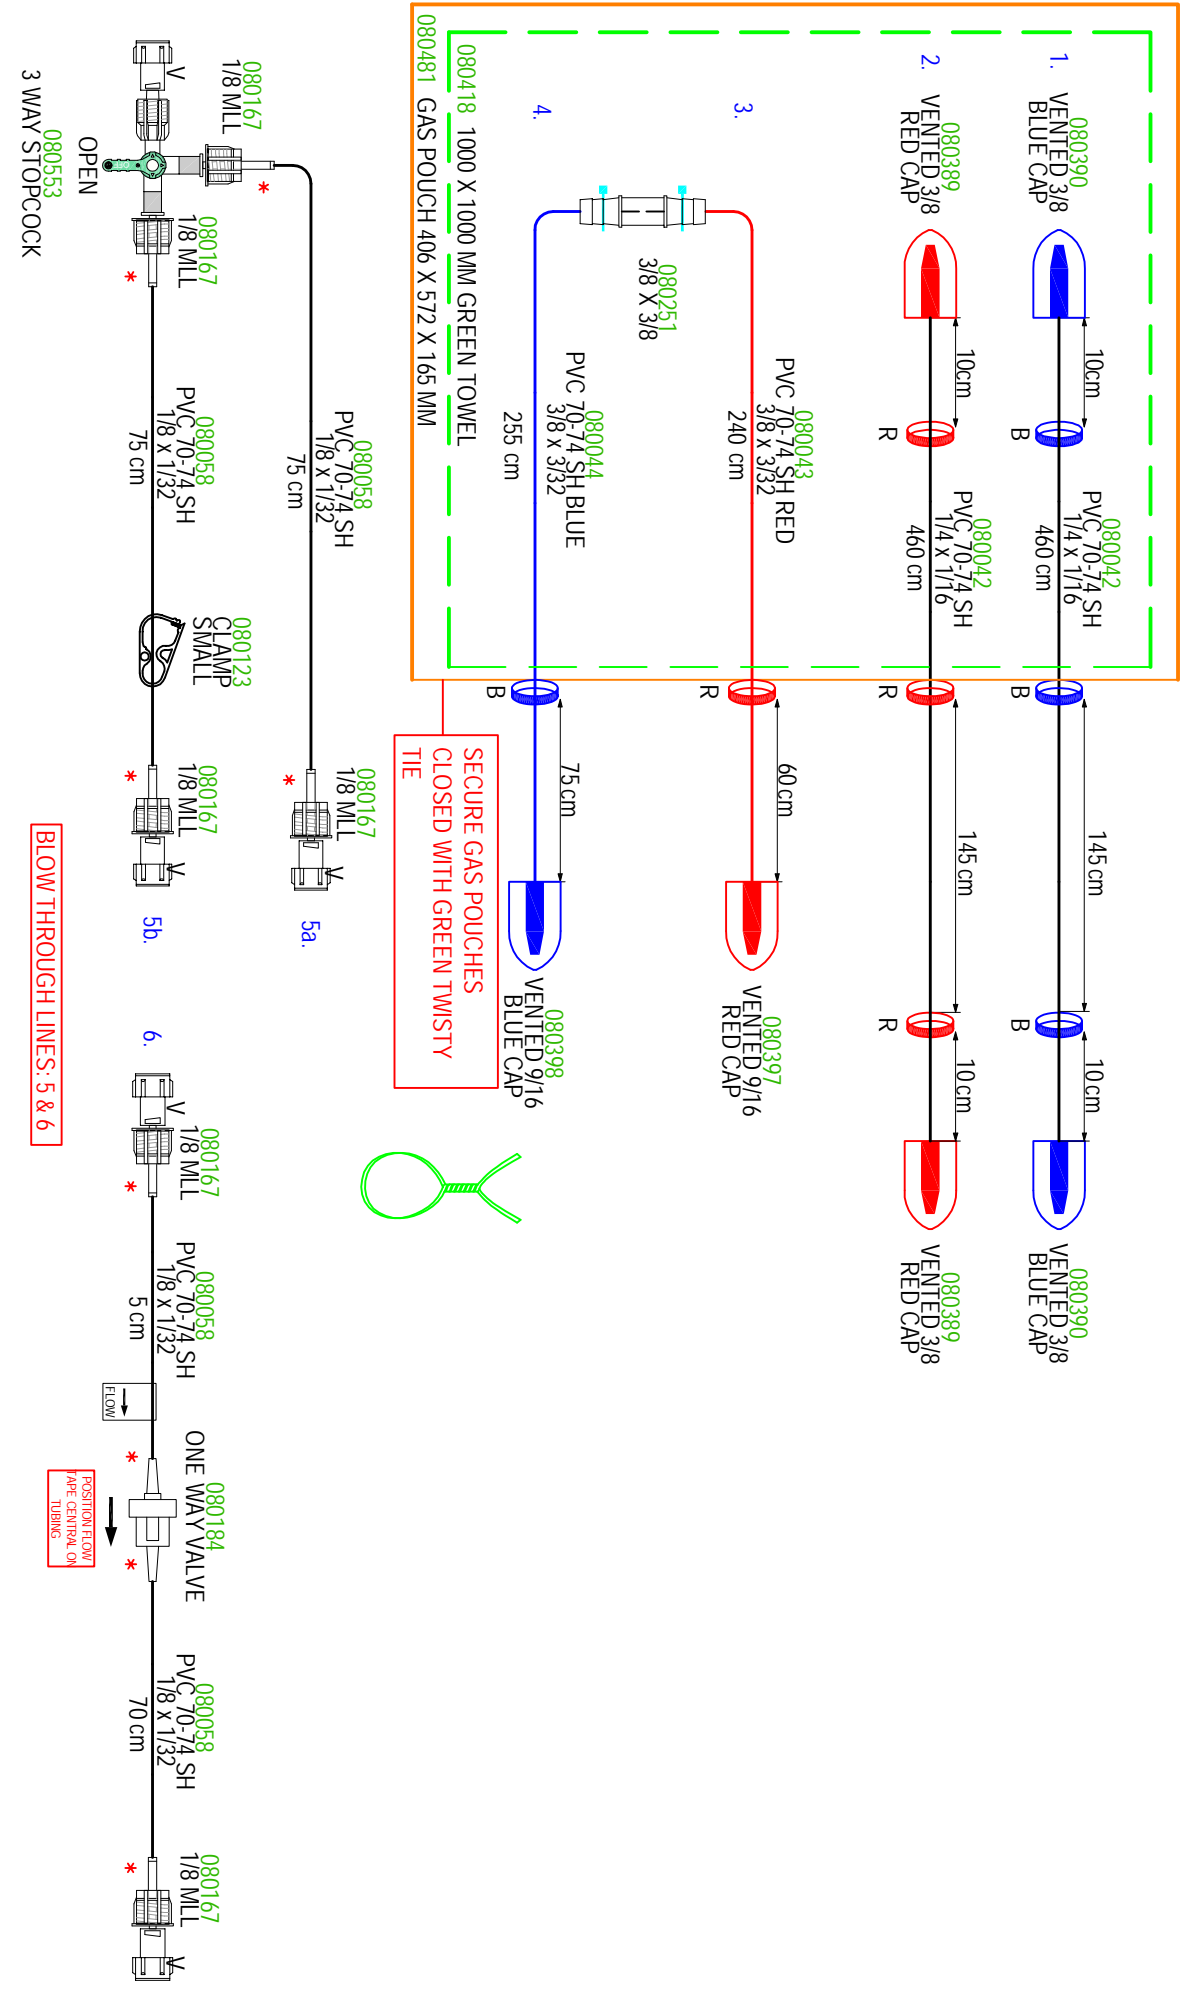 1.
080390
VENTED 3/8
BLUE CAP
10cm
B
080042
PVC 70-74 SH
1/4 x 1/16
460 cm
B
145 cm
B
10cm
080390
VENTED 3/8
BLUE CAP
2.
080389
VENTED 3/8
RED CAP
10cm
R
080042
PVC 70-74 SH
1/4 x 1/16
460 cm
R
145 cm
R
10cm
080389
VENTED 3/8
RED CAP
3.
080043
PVC 70-74 SH RED
3/8 x 3/32
240 cm
R
60cm
080397
VENTED 9/16
RED CAP
080251
3/8 X 3/8
4.
080044
PVC 70-74 SH BLUE
3/8 x 3/32
255 cm
B
75cm
080398
VENTED 9/16
BLUE CAP
080418 1000 X 1000 MM GREEN TOWEL
080481 GAS POUCH 406 X 572 X 165 MM
SECURE GAS POUCHES
CLOSED WITH GREEN TWISTY
TIE
080167
1/8 MLL
*
080058
PVC 70-74 SH
1/8 x 1/32
75 cm
*
080167
1/8 MLL
V
5a.
V
OPEN
080553
3 WAY STOPCOCK
080167
1/8 MLL
*
080058
PVC 70-74 SH
1/8 x 1/32
75 cm
080123
CLAMP
SMALL
*
080167
1/8 MLL
V
5b.
6.
V
080167
1/8 MLL
*
080058
PVC 70-74 SH
1/8 x 1/32
5 cm
FLOW
*
080184
ONE WAY VALVE
*
POSITION FLOW
TAPE CENTRAL ON
TUBING
080058
PVC 70-74 SH
1/8 x 1/32
70cm
*
080167
1/8 MLL
V
BLOW THROUGH LINES: 5 & 6